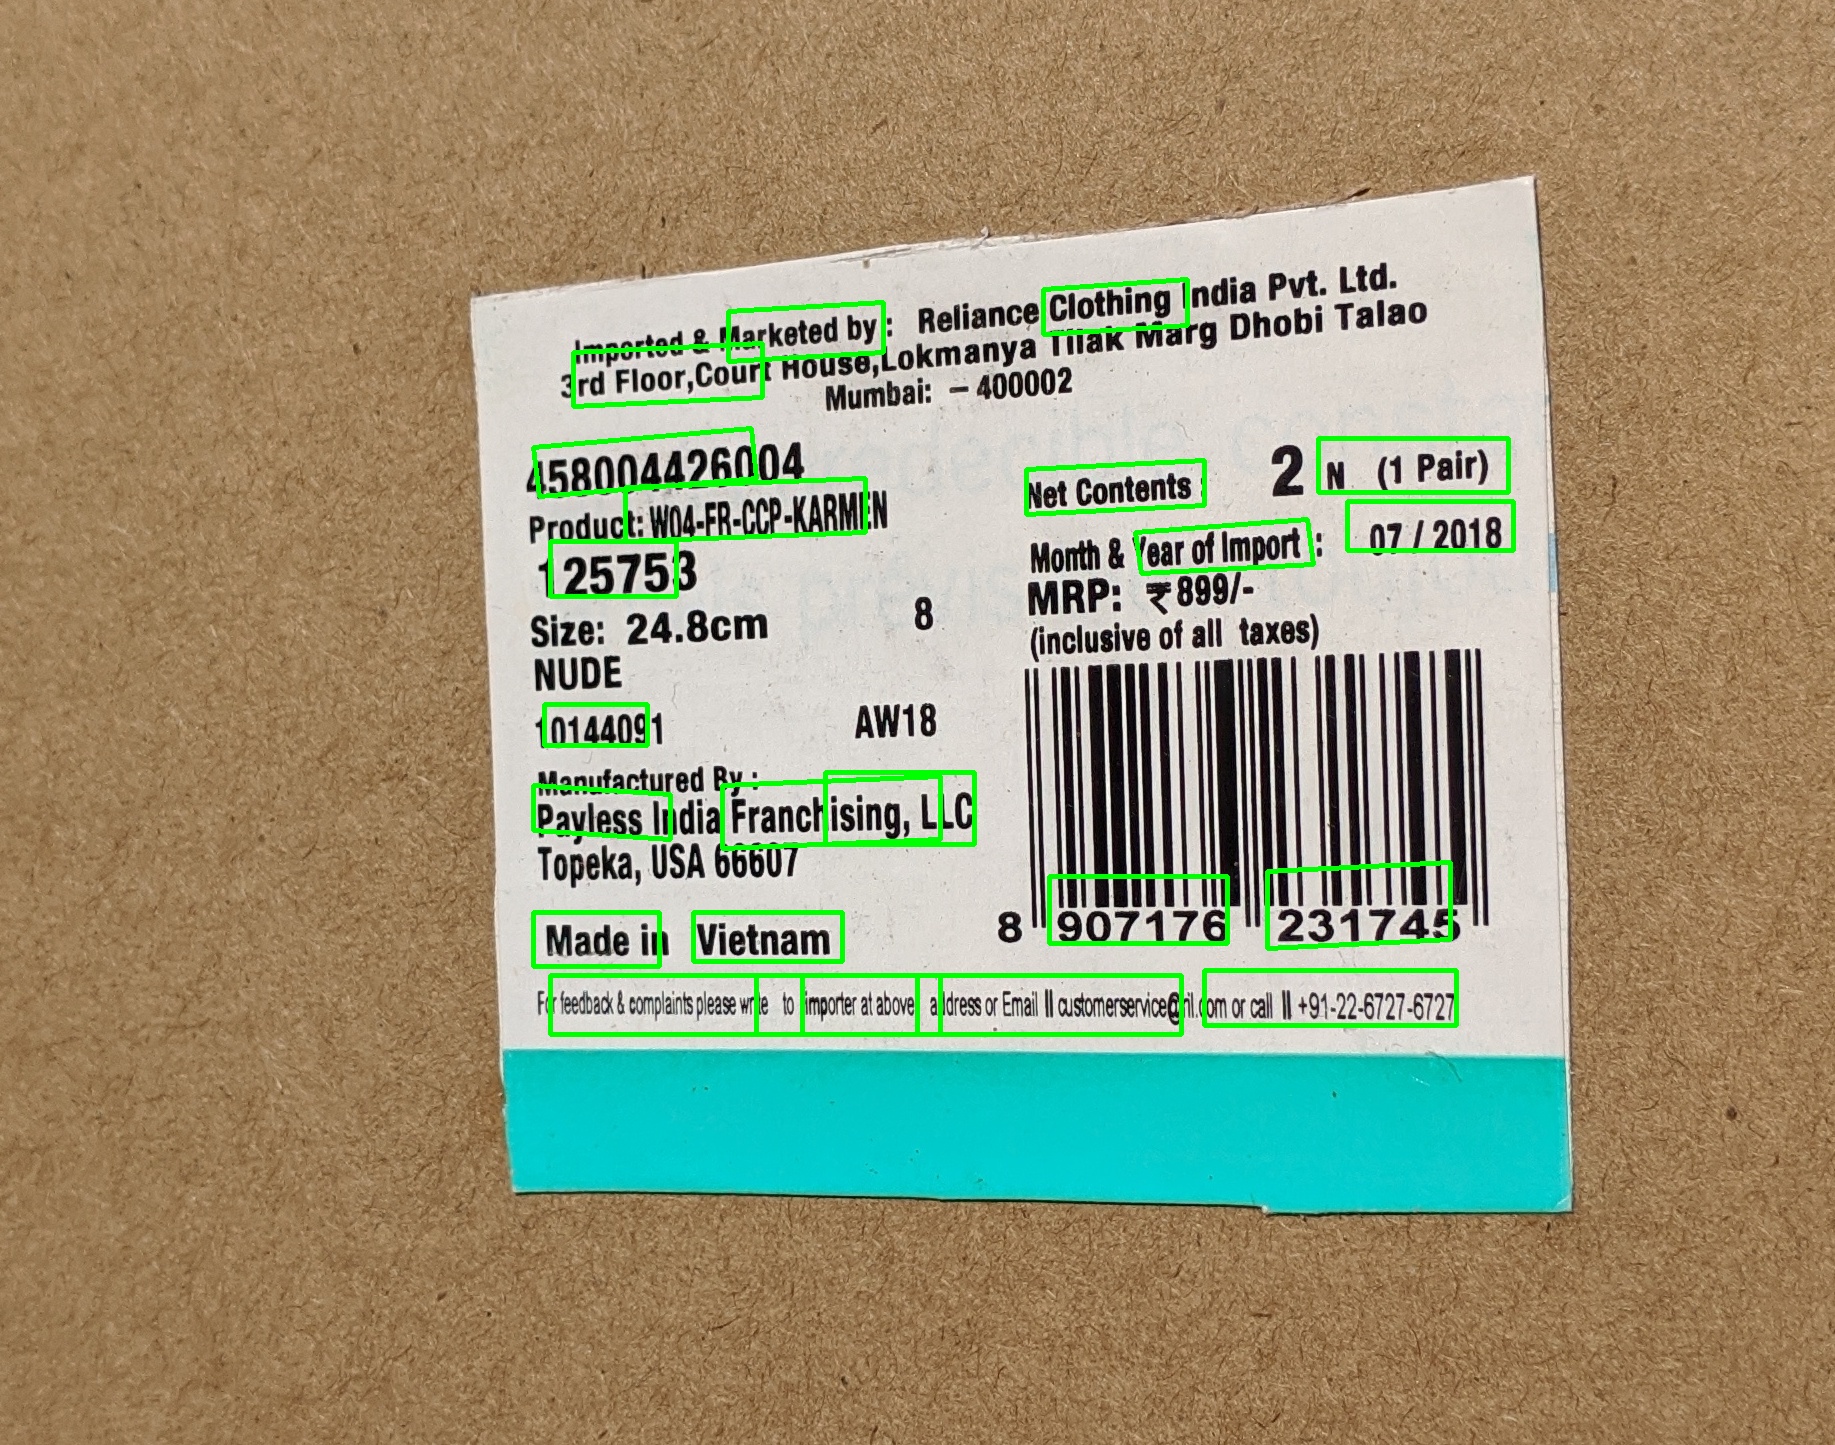 Imported & Marketed by : Reliance Clothing India Pvt. Ltd.
3rd Floor,Court House,Lokmanya Tilak Marg Dhobi Talao
Mumbai: – 400002
458004426004
Product: W04-FR-CCP-KARMEN
125753
Size: 24.8cm 8
NUDE
10144091 AW18
Manufactured By :
Payless India Franchising, LLC
Topeka, USA 66607
Made in Vietnam
Net Contents : 2 N (1 Pair)
Month & Year of Import : 07 / 2018
MRP: ₹899/-
(inclusive of all taxes)
8 907176 231745
For feedback & complaints please write to importer at above address or Email || customerservice@ril.com or call || +91-22-6727-6727